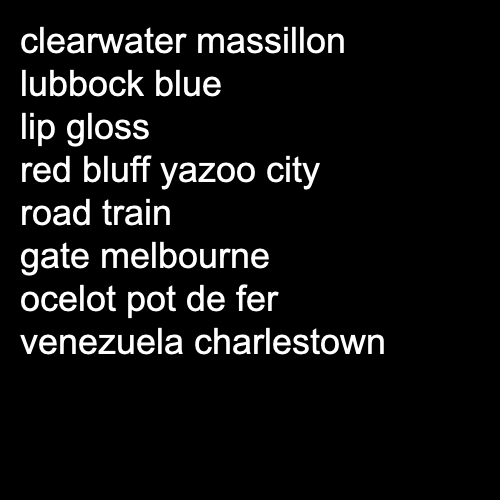 clearwater massillon
lubbock blue
lip gloss
red bluff yazoo city
road train
gate melbourne
ocelot pot de fer
venezuela charlestown